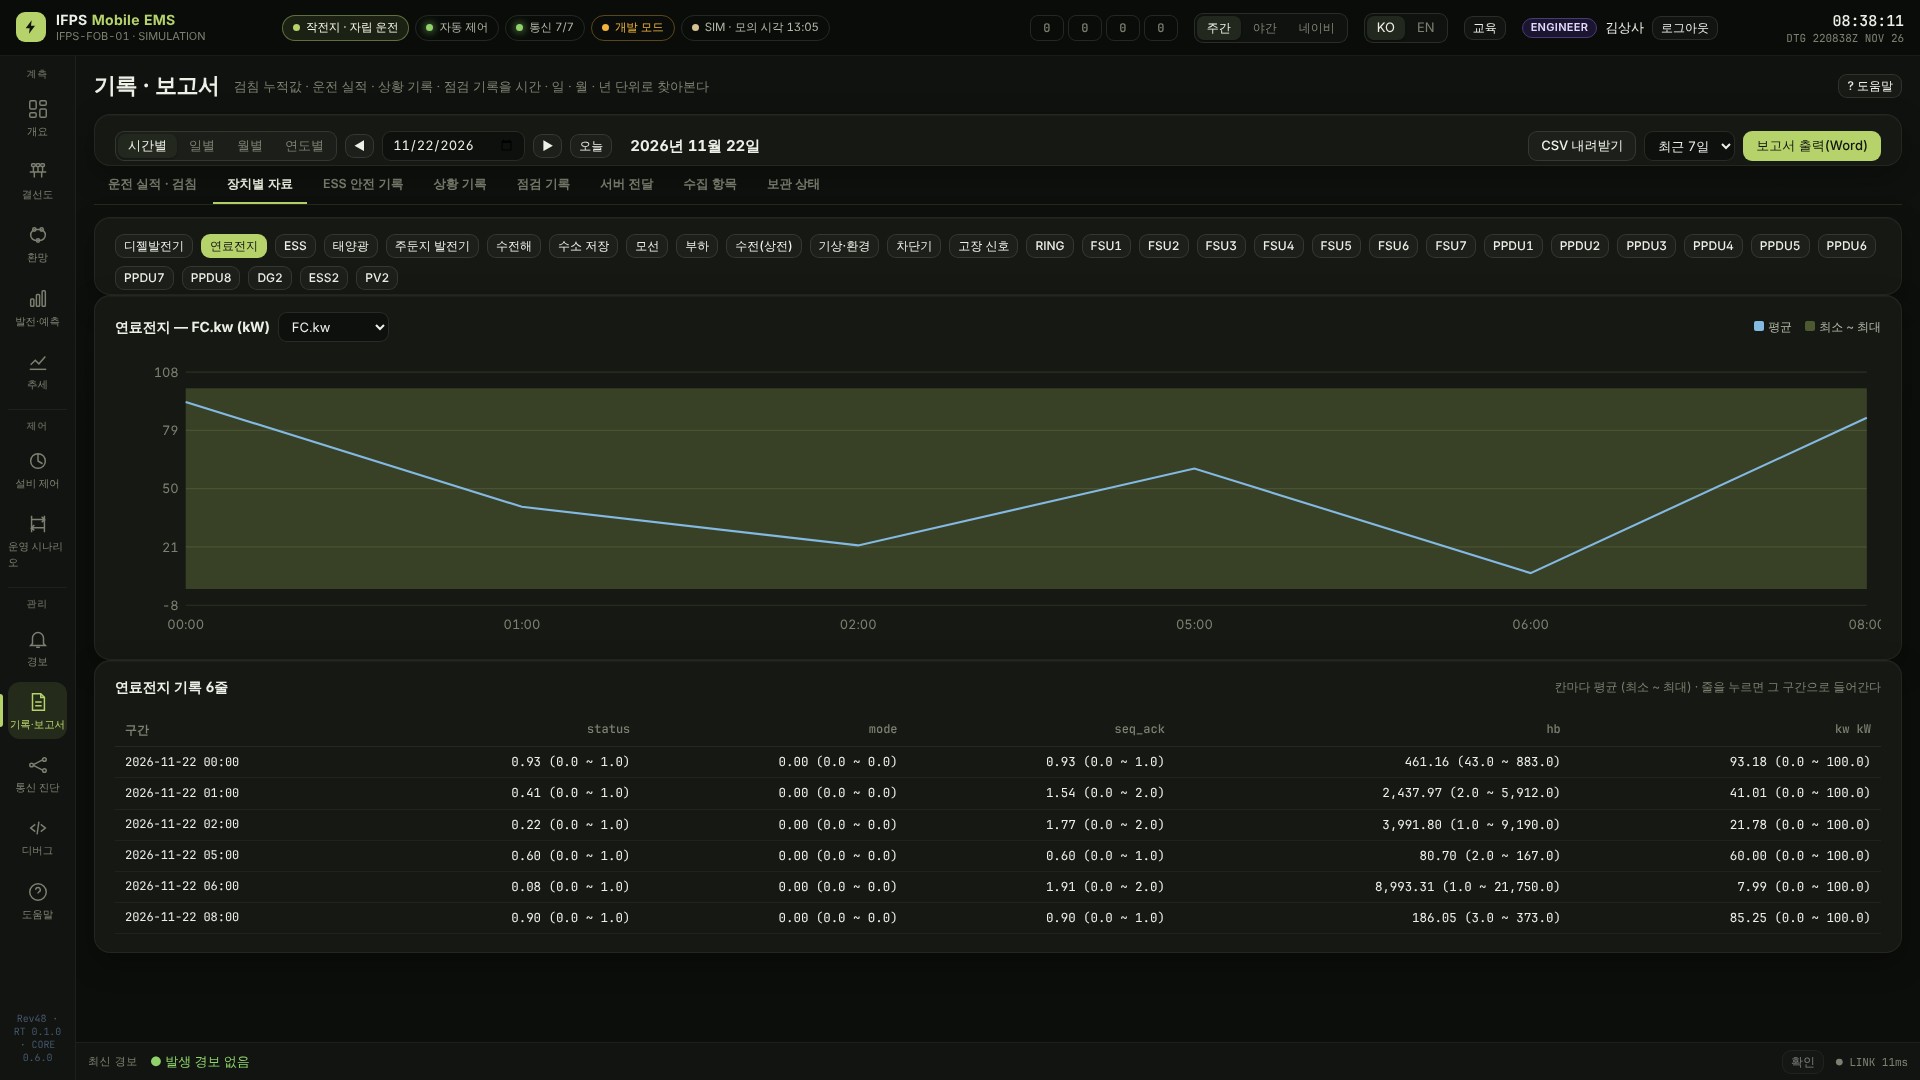 IFPS Mobile EMS
IFPS-FOB-01 · SIMULATION
작전지 · 자립 운전
자동 제어
통신 7/7
개발 모드
SIM · 모의 시각 13:05
0 0 0 0
주간 야간 네이비
KO EN
교육
ENGINEER 김상사 로그아웃
08:38:11
DTG 220838Z NOV 26
계측
개요
결선도
환망
발전·예측
추세
제어
설비 제어
운영 시나리
오
관리
경보
기록·보고서
통신 진단
디버그
도움말
Rev48 ·
RT 0.1.0
· CORE
0.6.0
기록 · 보고서 검침 누적값 · 운전 실적 · 상황 기록 · 점검 기록을 시간 · 일 · 월 · 년 단위로 찾아본다
? 도움말
시간별 일별 월별 연도별 ◀ 11/22/2026 ▶ 오늘 2026년 11월 22일
CSV 내려받기 최근 7일 보고서 출력(Word)
운전 실적 · 검침 장치별 자료 ESS 안전 기록 상황 기록 점검 기록 서버 전달 수집 항목 보관 상태
디젤발전기 연료전지 ESS 태양광 주둔지 발전기 수전해 수소 저장 모선 부하 수전(상전) 기상·환경 차단기 고장 신호 RING FSU1 FSU2 FSU3 FSU4 FSU5 FSU6 FSU7 PPDU1 PPDU2 PPDU3 PPDU4 PPDU5 PPDU6
PPDU7 PPDU8 DG2 ESS2 PV2
연료전지 — FC.kw (kW) FC.kw
평균 최소 ~ 최대
108
79
50
21
-8
00:00 01:00 02:00 05:00 06:00 08:00
연료전지 기록 6줄
칸마다 평균 (최소 ~ 최대) · 줄을 누르면 그 구간으로 들어간다
구간 status mode seq_ack hb kw kW
2026-11-22 00:00 0.93 (0.0 ~ 1.0) 0.00 (0.0 ~ 0.0) 0.93 (0.0 ~ 1.0) 461.16 (43.0 ~ 883.0) 93.18 (0.0 ~ 100.0)
2026-11-22 01:00 0.41 (0.0 ~ 1.0) 0.00 (0.0 ~ 0.0) 1.54 (0.0 ~ 2.0) 2,437.97 (2.0 ~ 5,912.0) 41.01 (0.0 ~ 100.0)
2026-11-22 02:00 0.22 (0.0 ~ 1.0) 0.00 (0.0 ~ 0.0) 1.77 (0.0 ~ 2.0) 3,991.80 (1.0 ~ 9,190.0) 21.78 (0.0 ~ 100.0)
2026-11-22 05:00 0.60 (0.0 ~ 1.0) 0.00 (0.0 ~ 0.0) 0.60 (0.0 ~ 1.0) 80.70 (2.0 ~ 167.0) 60.00 (0.0 ~ 100.0)
2026-11-22 06:00 0.08 (0.0 ~ 1.0) 0.00 (0.0 ~ 0.0) 1.91 (0.0 ~ 2.0) 8,993.31 (1.0 ~ 21,750.0) 7.99 (0.0 ~ 100.0)
2026-11-22 08:00 0.90 (0.0 ~ 1.0) 0.00 (0.0 ~ 0.0) 0.90 (0.0 ~ 1.0) 186.05 (3.0 ~ 373.0) 85.25 (0.0 ~ 100.0)
최신 경보 발생 경보 없음
확인 LINK 11ms